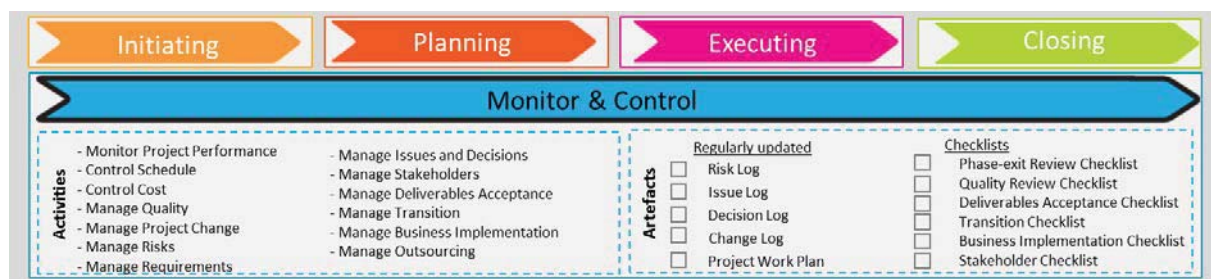 Initiating
Planning
Executing
Closing
Monitor & Control
Activities
- Monitor Project Performance
- Control Schedule
- Control Cost
- Manage Quality
- Manage Project Change
- Manage Risks
- Manage Requirements
- Manage Issues and Decisions
- Manage Stakeholders
- Manage Deliverables Acceptance
- Manage Transition
- Manage Business Implementation
- Manage Outsourcing
Artefacts
Regularly updated
Risk Log
Issue Log
Decision Log
Change Log
Project Work Plan
Checklists
Phase-exit Review Checklist
Quality Review Checklist
Deliverables Acceptance Checklist
Transition Checklist
Business Implementation Checklist
Stakeholder Checklist